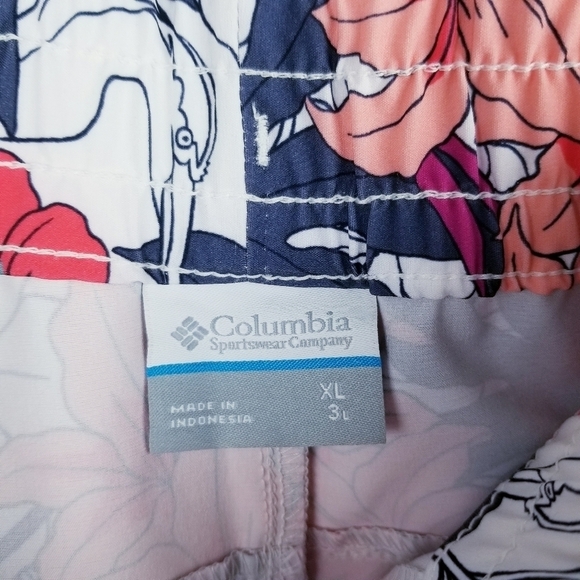 Columbia
Sportswear Company
XL
MADE IN
3L
INDONESIA